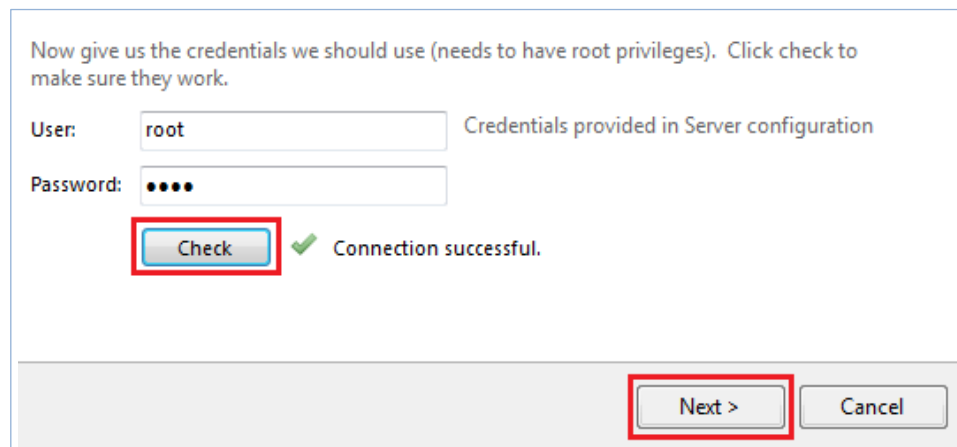 Now give us the credentials we should use (needs to have root privileges).  Click check to
make sure they work.
User:
root
Credentials provided in Server configuration
Password:
••••
Check
Connection successful.
Next >
Cancel